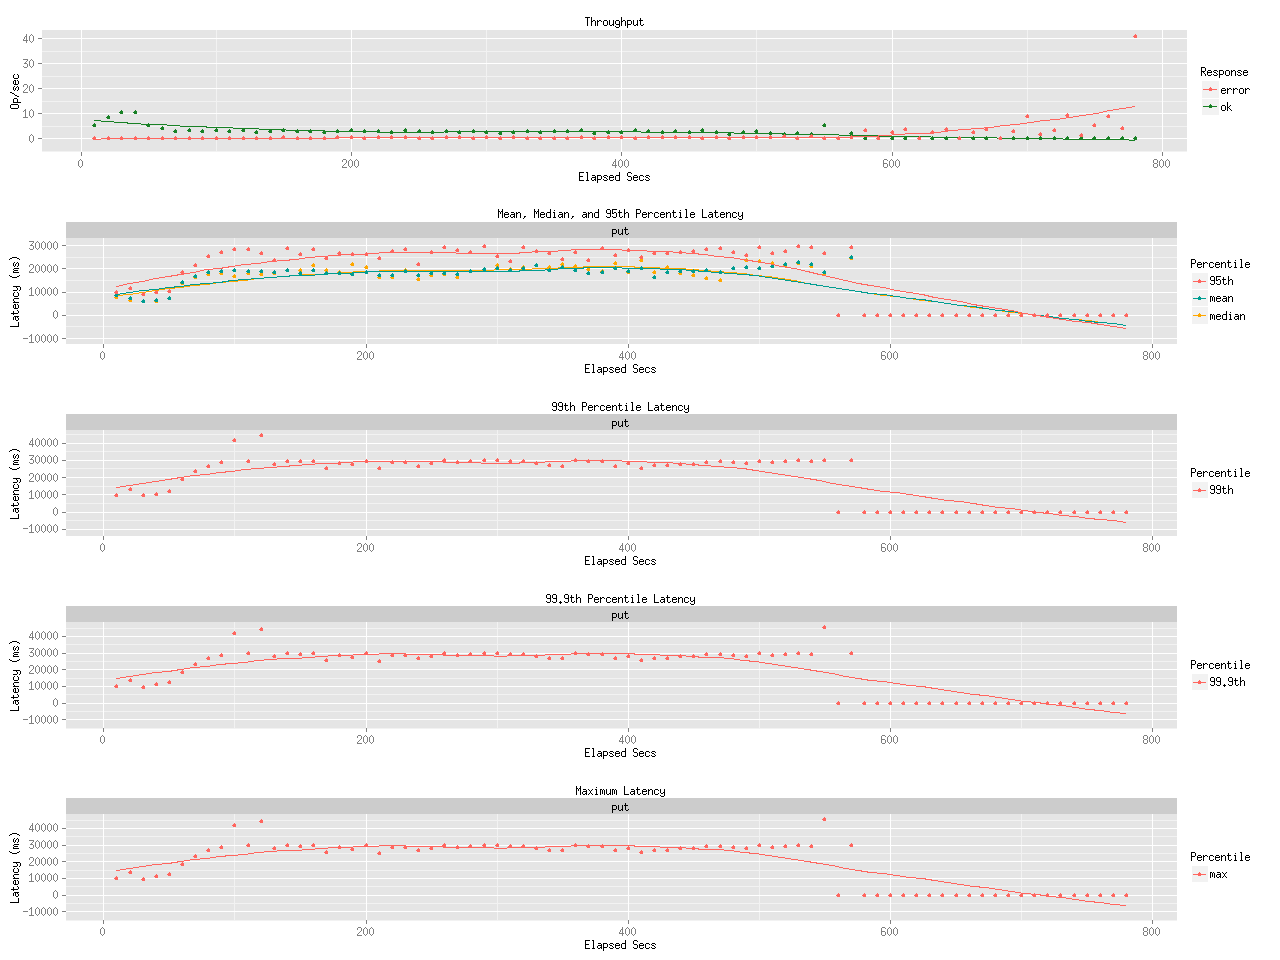 Throughput
40
30
20
10
0
Op/sec
0 200 400 600 800
Elapsed Secs
Response
error
ok
Mean, Median, and 95th Percentile Latency
put
30000
20000
10000
0
-10000
Latency (ms)
0 200 400 600 800
Elapsed Secs
Percentile
95th
mean
median
99th Percentile Latency
put
40000
30000
20000
10000
0
-10000
Latency (ms)
0 200 400 600 800
Elapsed Secs
Percentile
99th
99.9th Percentile Latency
put
40000
30000
20000
10000
0
-10000
Latency (ms)
0 200 400 600 800
Elapsed Secs
Percentile
99.9th
Maximum Latency
put
40000
30000
20000
10000
0
-10000
Latency (ms)
0 200 400 600 800
Elapsed Secs
Percentile
max